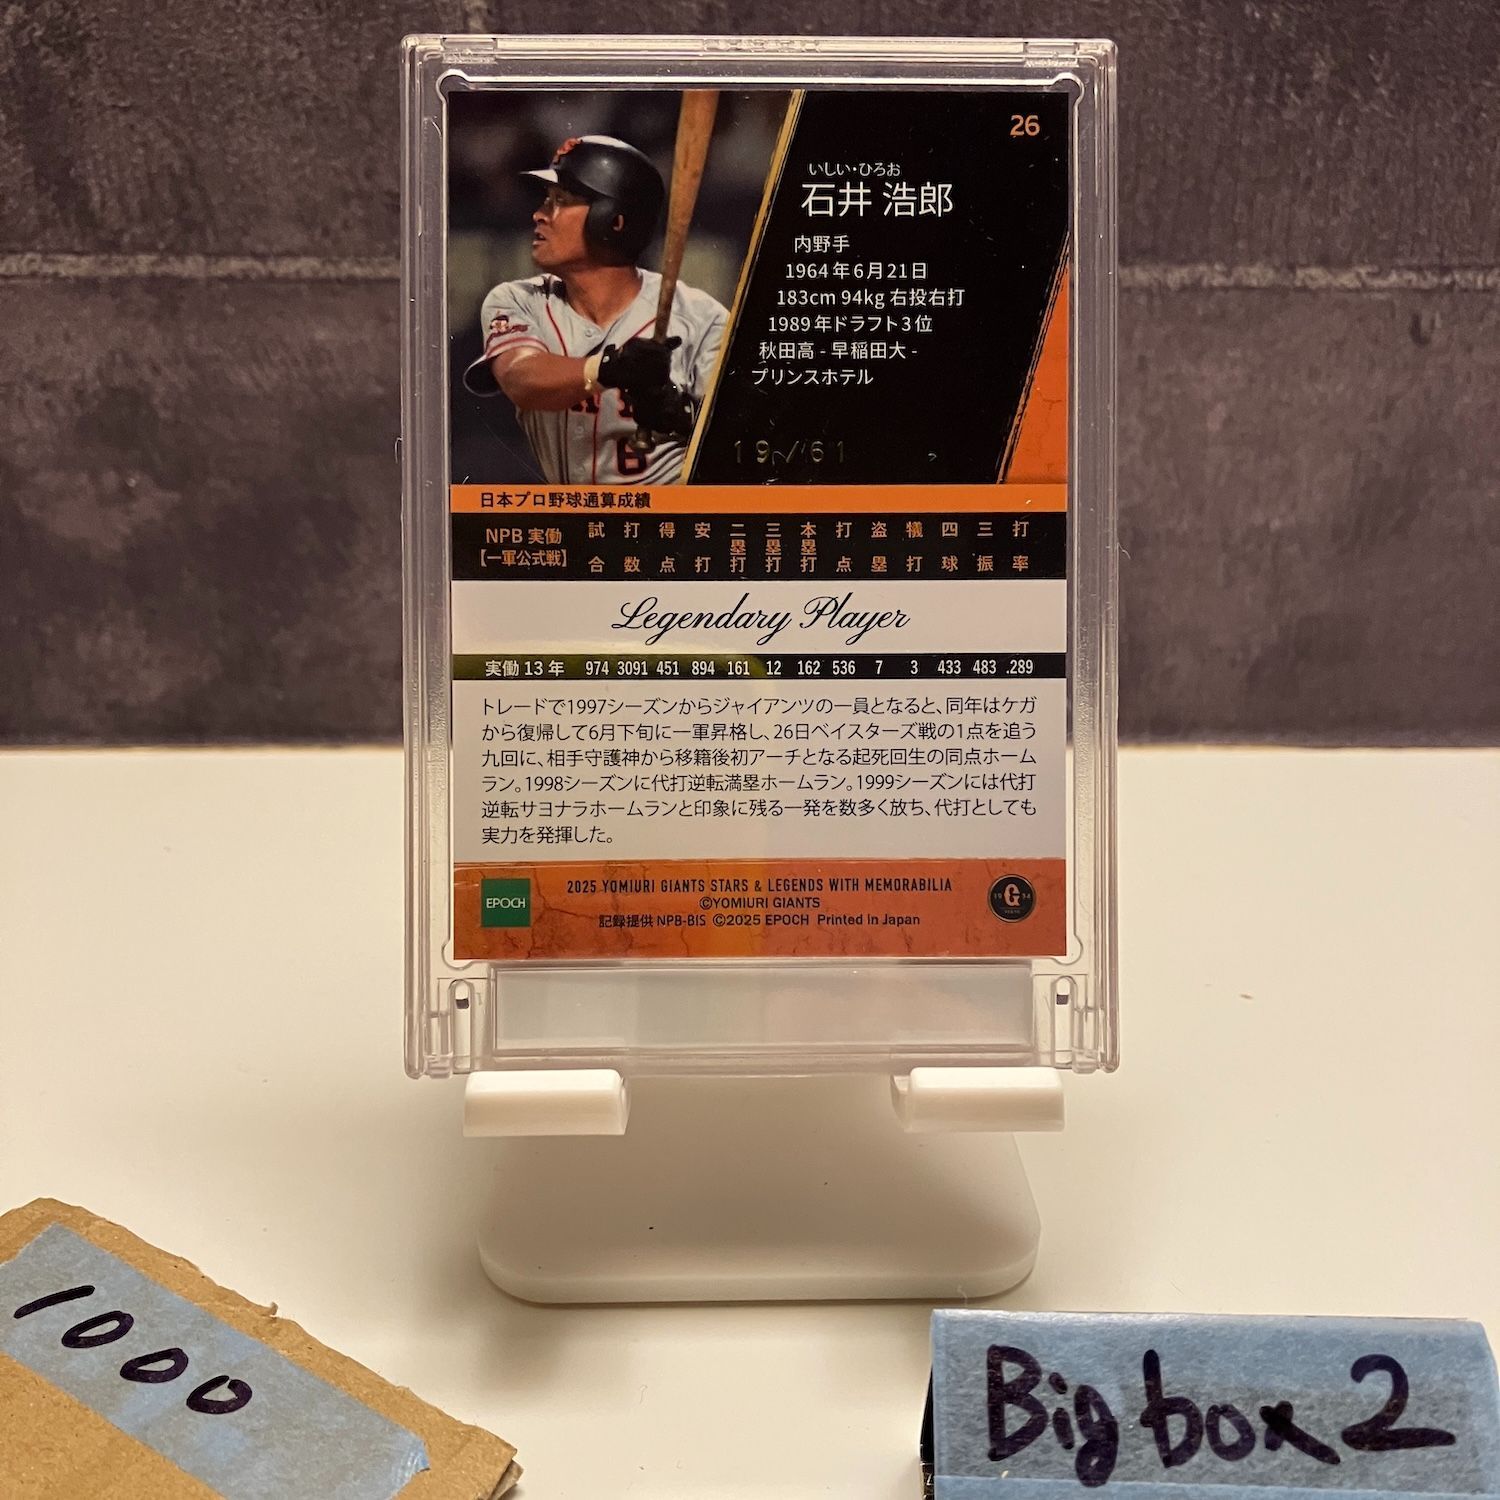 26
いしい・ひろお
石井 浩郎
内野手
1964年6月21日
183cm 94kg 右投右打
1989年ドラフト3位
秋田高 - 早稲田大 -
プリンスホテル
6
19/61
日本プロ野球通算成績
NPB 実働 試合 打数 得点 安打 二塁打 三塁打 本塁打 打点 盗塁 犠打 四球 三振 打率
【一軍公式戦】
Legendary Player
実働13年 974 3091 451 894 161 12 162 536 7 3 433 483 .289
トレードで1997シーズンからジャイアンツの一員となると、同年はケガ
から復帰して6月下旬に一軍昇格し、26日ベイスターズ戦の1点を追う
九回に、相手守護神から移籍後初アーチとなる起死回生の同点ホーム
ラン。1998シーズンに代打逆転満塁ホームラン。1999シーズンには代打
逆転サヨナラホームランと印象に残る一発を数多く放ち、代打としても
実力を発揮した。
EPOCH
2025 YOMIURI GIANTS STARS & LEGENDS WITH MEMORABILIA
©YOMIURI GIANTS
記録提供 NPB-BIS ©2025 EPOCH Printed In Japan
19 G 34
1000
Big box 2